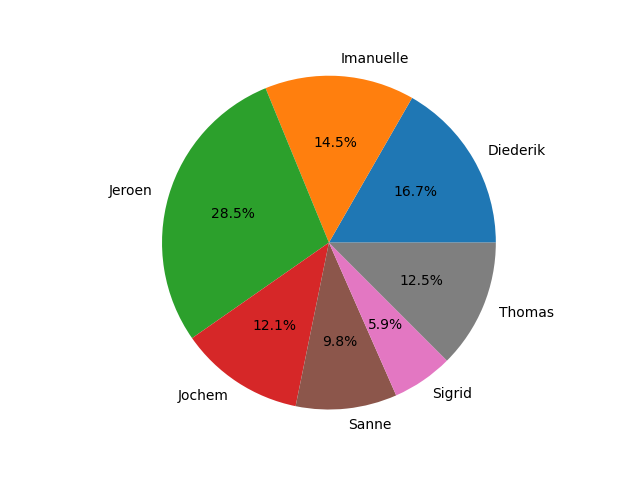 Imanuelle
14.5%
Diederik
16.7%
Jeroen
28.5%
Thomas
12.5%
Jochem
12.1%
Sanne
9.8%
Sigrid
5.9%